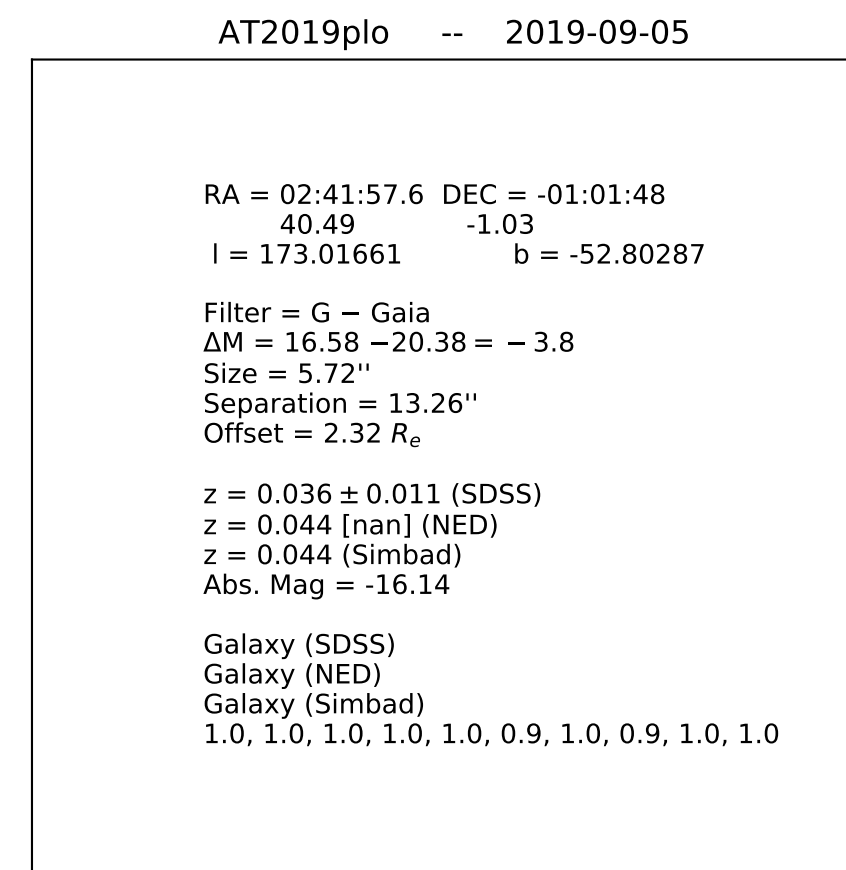 AT2019plo -- 2019-09-05
RA = 02:41:57.6 DEC = -01:01:48
40.49 -1.03
l = 173.01661 b = -52.80287
Filter = G − Gaia
ΔM = 16.58 −20.38 = − 3.8
Size = 5.72''
Separation = 13.26''
Offset = 2.32 Re
z = 0.036 ± 0.011 (SDSS)
z = 0.044 [nan] (NED)
z = 0.044 (Simbad)
Abs. Mag = -16.14
Galaxy (SDSS)
Galaxy (NED)
Galaxy (Simbad)
1.0, 1.0, 1.0, 1.0, 1.0, 0.9, 1.0, 0.9, 1.0, 1.0